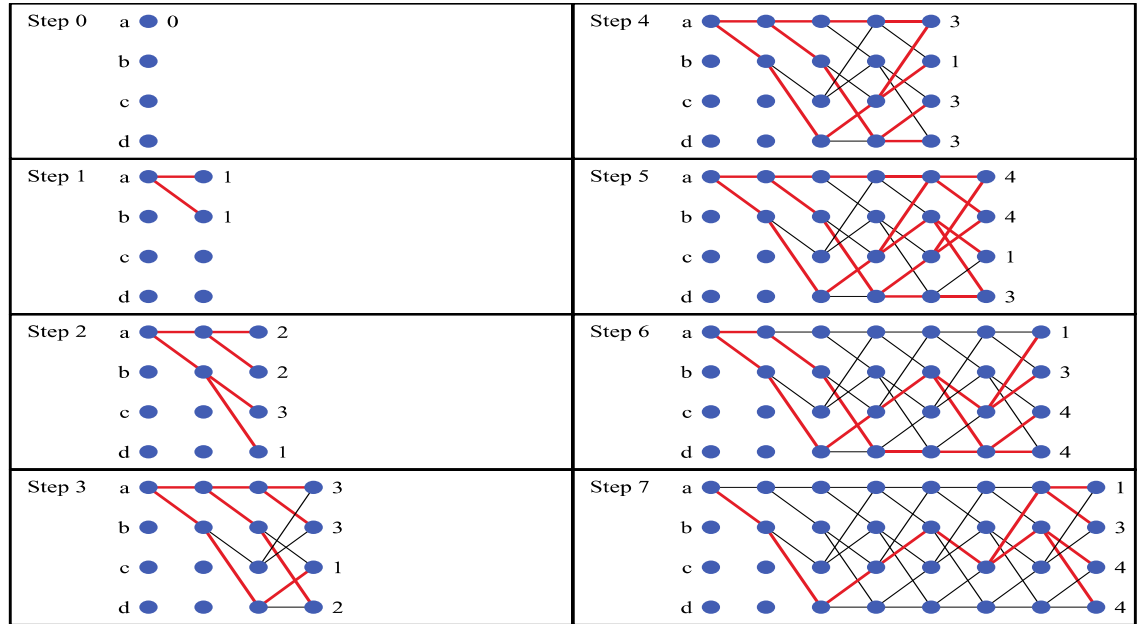 Step 0 a 0
b
c
d
Step 1 a 1
b 1
c
d
Step 2 a 2
b 2
c 3
d 1
Step 3 a 3
b 3
c 1
d 2
Step 4 a 3
b 1
c 3
d 3
Step 5 a 4
b 4
c 1
d 3
Step 6 a 1
b 3
c 4
d 4
Step 7 a 1
b 3
c 4
d 4